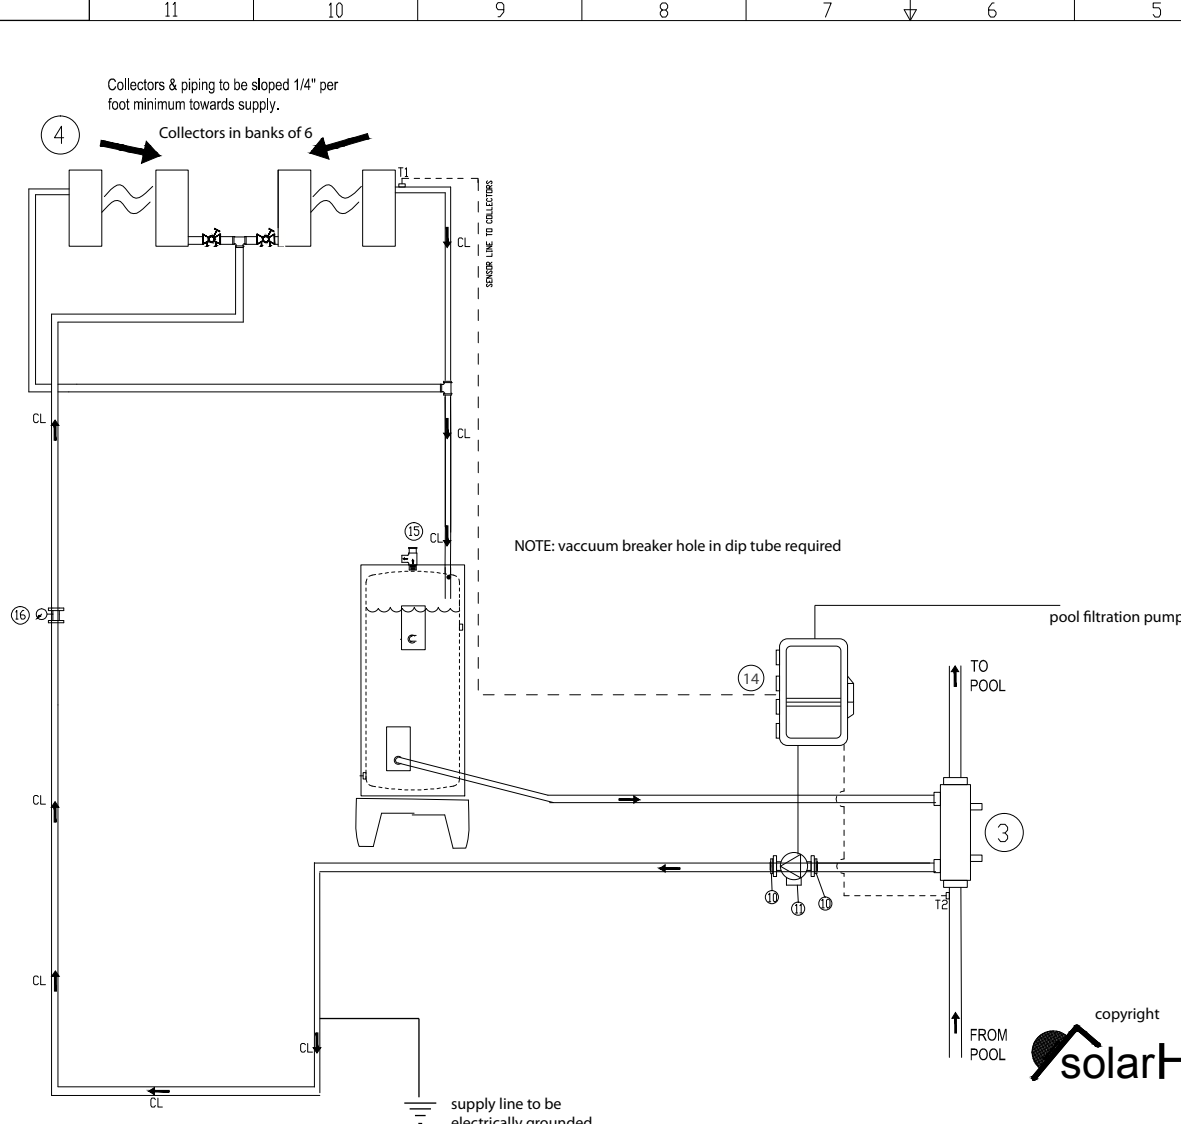 11 10 9 8 7 6 5
Collectors & piping to be sloped 1/4" per
foot minimum towards supply.
4
Collectors in banks of 6
T1
SENSOR LINE TO COLLECTORS
CL
CL
CL
15
CL
NOTE: vaccuum breaker hole in dip tube required
16
pool filtration pump
14
TO
POOL
CL
3
10
11
10
T2
CL
copyright
FROM
POOL
solarH
CL
CL
supply line to be
electrically grounded